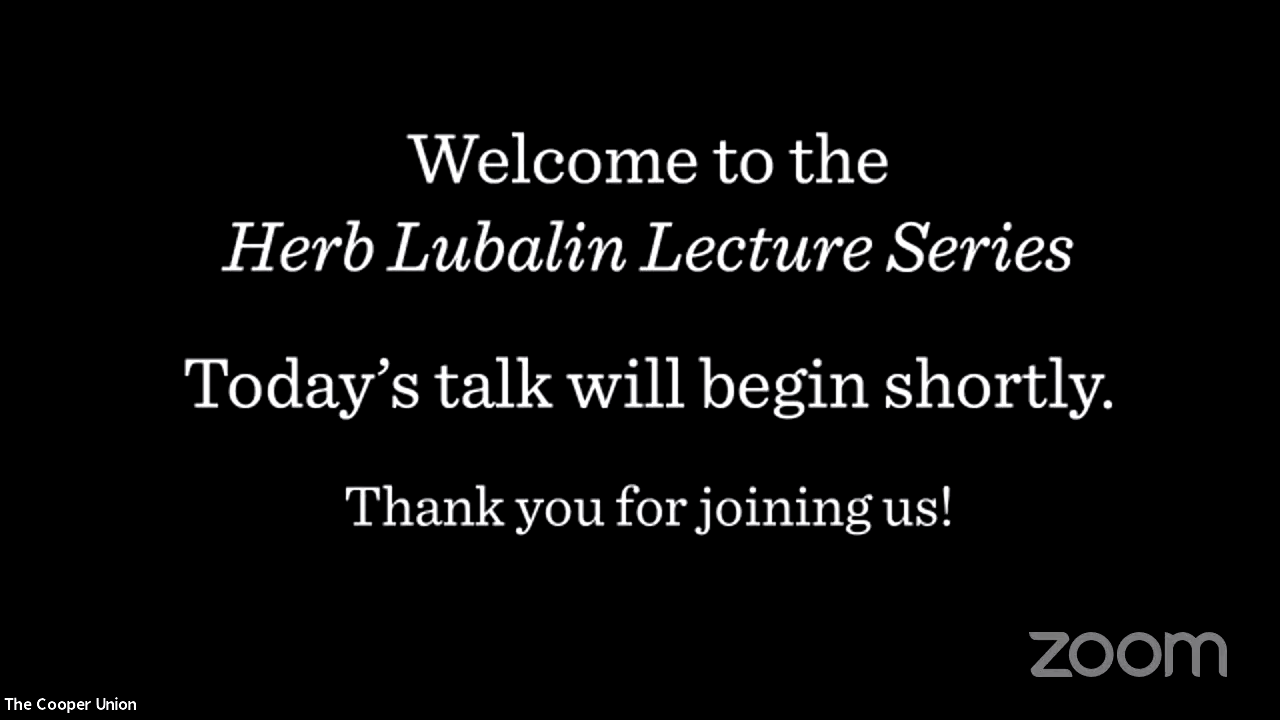 Welcome to the
Herb Lubalin Lecture Series
Today’s talk will begin shortly.
Thank you for joining us!
zoom
The Cooper Union